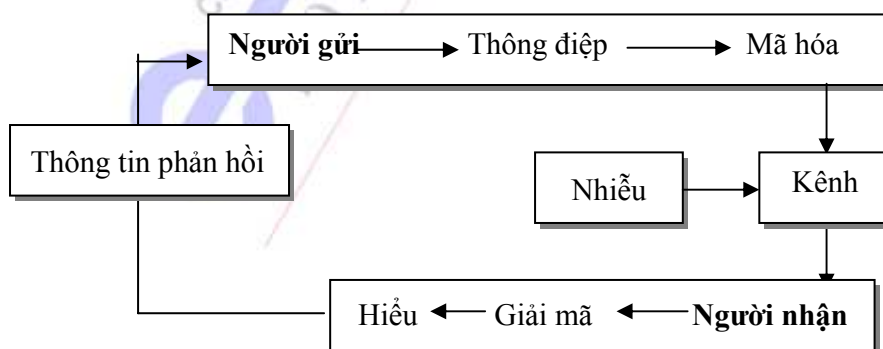 Người gửi Thông điệp Mã hóa
Thông tin phản hồi
Nhiễu Kênh
Hiểu Giải mã Người nhận